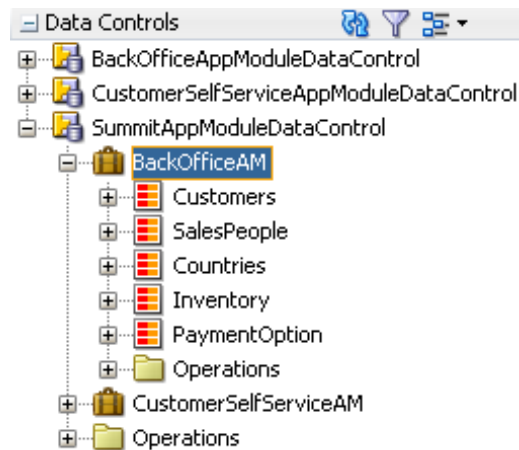 Data Controls
BackOfficeAppModuleDataControl
CustomerSelfServiceAppModuleDataControl
SummitAppModuleDataControl
BackOfficeAM
Customers
SalesPeople
Countries
Inventory
PaymentOption
Operations
CustomerSelfServiceAM
Operations